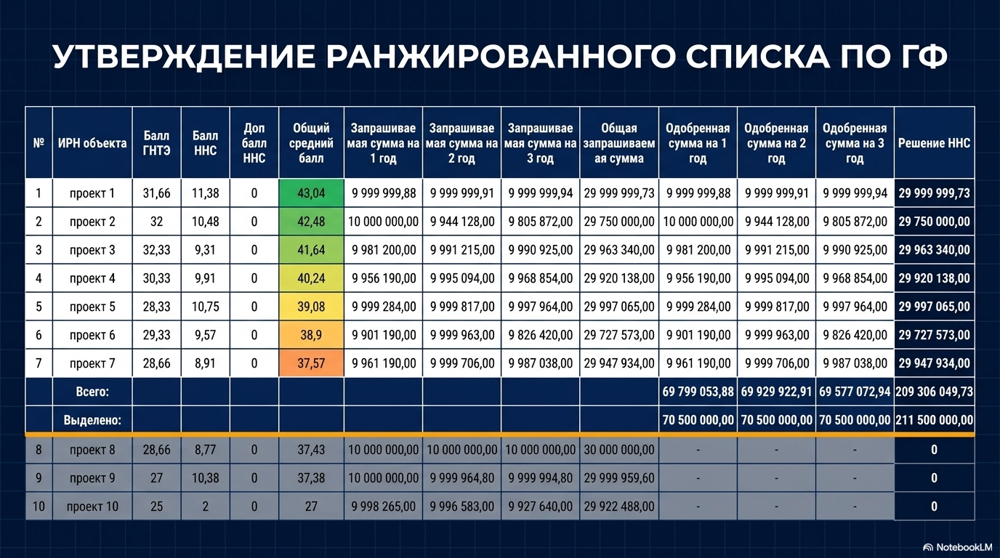 УТВЕРЖДЕНИЕ РАНЖИРОВАННОГО СПИСКА ПО ГФ
№ ИРН объекта Балл ГНТЭ Балл ННС Доп балл ННС Общий средний балл Запрашивае мая сумма на 1 год Запрашивае мая сумма на 2 год Запрашивае мая сумма на 3 год Общая запрашиваем ая сумма Одобренная сумма на 1 год Одобренная сумма на 2 год Одобренная сумма на 3 год Решение ННС
1 проект 1 31,66 11,38 0 43,04 9 999 999,88 9 999 999,91 9 999 999,94 29 999 999,73 9 999 999,88 9 999 999,91 9 999 999,94 29 999 999,73
2 проект 2 32 10,48 0 42,48 10 000 000,00 9 944 128,00 9 805 872,00 29 750 000,00 10 000 000,00 9 944 128,00 9 805 872,00 29 750 000,00
3 проект 3 32,33 9,31 0 41,64 9 981 200,00 9 991 215,00 9 990 925,00 29 963 340,00 9 981 200,00 9 991 215,00 9 990 925,00 29 963 340,00
4 проект 4 30,33 9,91 0 40,24 9 956 190,00 9 995 094,00 9 968 854,00 29 920 138,00 9 956 190,00 9 995 094,00 9 968 854,00 29 920 138,00
5 проект 5 28,33 10,75 0 39,08 9 999 284,00 9 999 817,00 9 997 964,00 29 997 065,00 9 999 284,00 9 999 817,00 9 997 964,00 29 997 065,00
6 проект 6 29,33 9,57 0 38,9 9 901 190,00 9 999 963,00 9 826 420,00 29 727 573,00 9 901 190,00 9 999 963,00 9 826 420,00 29 727 573,00
7 проект 7 28,66 8,91 0 37,57 9 961 190,00 9 999 706,00 9 987 038,00 29 947 934,00 9 961 190,00 9 999 706,00 9 987 038,00 29 947 934,00
Всего: 69 799 053,88 69 929 922,91 69 577 072,94 209 306 049,73
Выделено: 70 500 000,00 70 500 000,00 70 500 000,00 211 500 000,00
8 проект 8 28,66 8,77 0 37,43 10 000 000,00 10 000 000,00 10 000 000,00 30 000 000,00 - - - 0
9 проект 9 27 10,38 0 37,38 10 000 000,00 9 999 964,80 9 999 994,80 29 999 959,60 - - - 0
10 проект 10 25 2 0 27 9 998 265,00 9 996 583,00 9 927 640,00 29 922 488,00 - - - 0
NotebookLM